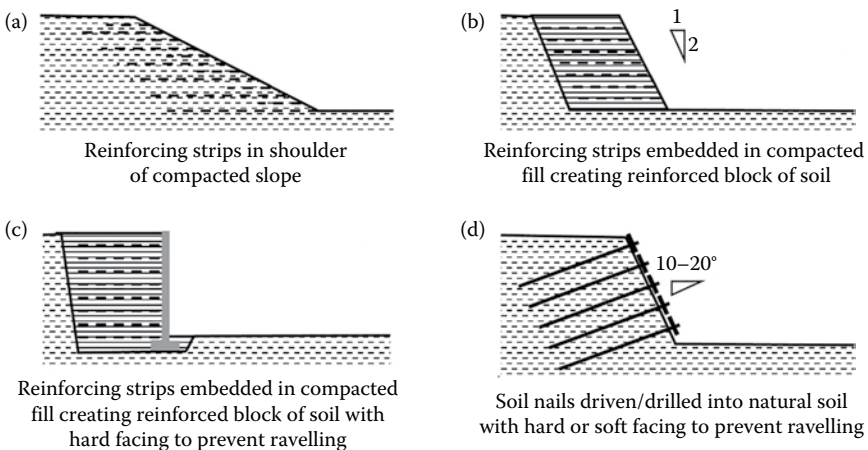 (a)
Reinforcing strips in shoulder
of compacted slope
(b)
1
2
Reinforcing strips embedded in compacted
fill creating reinforced block of soil
(c)
Reinforcing strips embedded in compacted
fill creating reinforced block of soil with
hard facing to prevent ravelling
(d)
10–20°
Soil nails driven/drilled into natural soil
with hard or soft facing to prevent ravelling